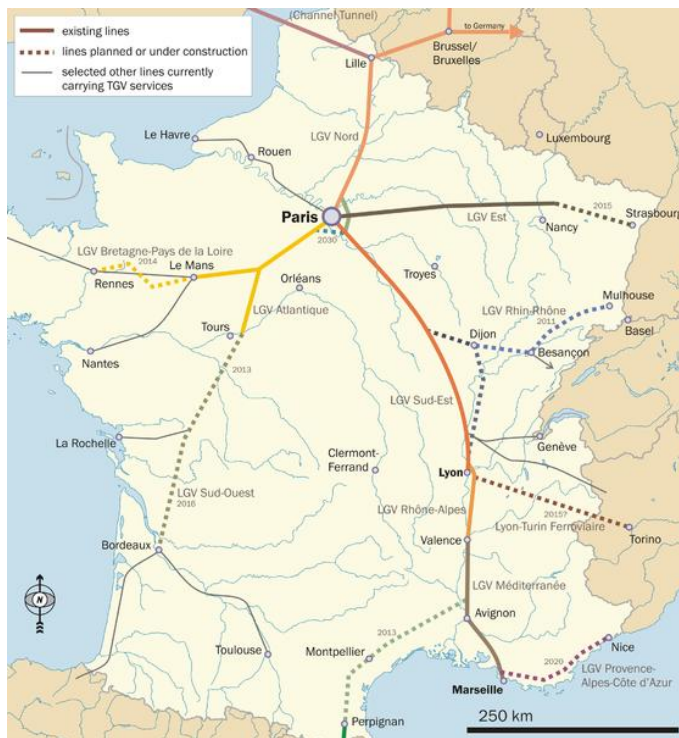 existing lines
lines planned or under construction
selected other lines currently
carrying TGV services
(Channel Tunnel)
to Germany
Lille
Brussel/
Bruxelles
Le Havre
Rouen
LGV Nord
Luxembourg
Paris
LGV Est
2015
Strasbourg
Nancy
2030
LGV Bretagne-Pays de la Loire
2014
Le Mans
Rennes
Orléans
Troyes
LGV Atlantique
LGV Rhin-Rhône
2011
Mulhouse
Basel
Tours
Dijon
Besançon
Nantes
2013
LGV Sud-Est
La Rochelle
Genève
Clermont-
Ferrand
Lyon
LGV Sud-Ouest
2016
LGV Rhône-Alpes
2015?
Lyon-Turin Ferroviaire
Torino
Bordeaux
Valence
LGV Méditerranée
N
Avignon
2013
Toulouse
Montpellier
Nice
2020
LGV Provence-
Alpes-Côte d'Azur
Marseille
Perpignan
250 km